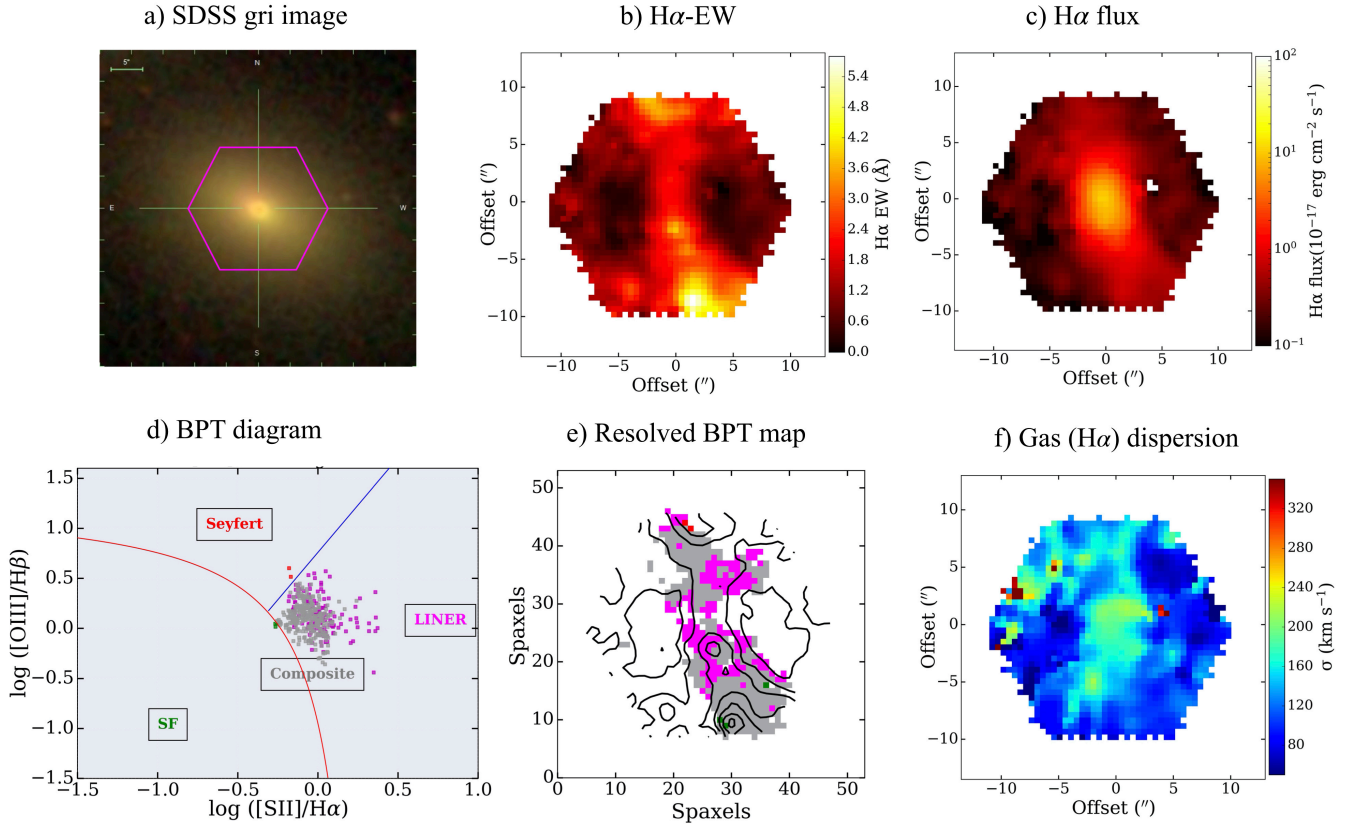 a) SDSS gri image
5"
N
E
W
S
b) Hα-EW
10
5
0
−5
−10
Offset (″)
−10 −5 0 5 10
Offset (″)
5.4
4.8
4.2
3.6
3.0
2.4
1.8
1.2
0.6
0.0
Hα EW (Å)
c) Hα flux
10
5
0
−5
−10
Offset (″)
−10 −5 0 5 10
Offset (″)
10²
10¹
10⁰
10⁻¹
Hα flux(10⁻¹⁷ erg cm⁻² s⁻¹)
d) BPT diagram
1.5
1.0
0.5
0.0
−0.5
−1.0
−1.5
log ([OIII]/Hβ)
Seyfert
LINER
Composite
SF
−1.5 −1.0 −0.5 0.0 0.5 1.0
log ([SII]/Hα)
e) Resolved BPT map
50
40
30
20
10
0
Spaxels
0 10 20 30 40 50
Spaxels
f) Gas (Hα) dispersion
10
5
0
−5
−10
Offset (″)
−10 −5 0 5 10
Offset (″)
320
280
240
200
160
120
80
σ (km s⁻¹)